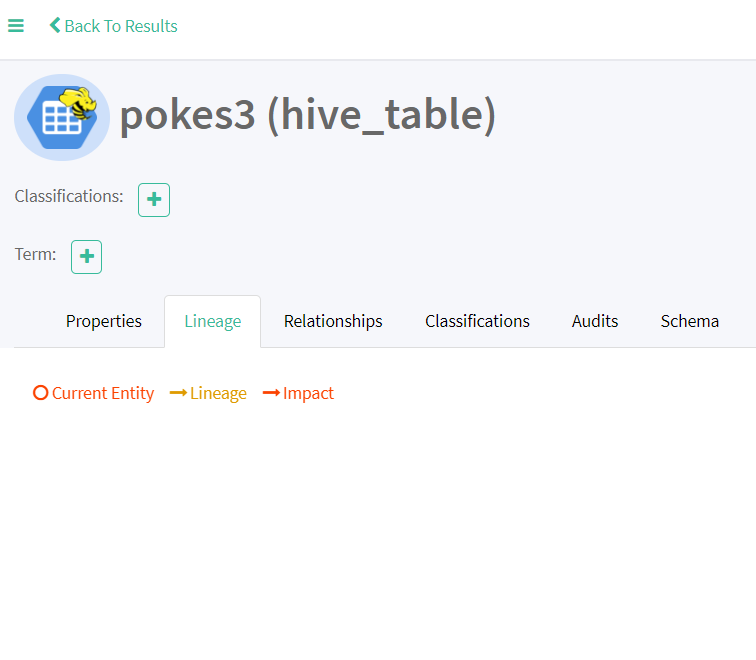 Back To Results
pokes3 (hive_table)
Classifications:
Term:
Properties Lineage Relationships Classifications Audits Schema
Current Entity Lineage Impact